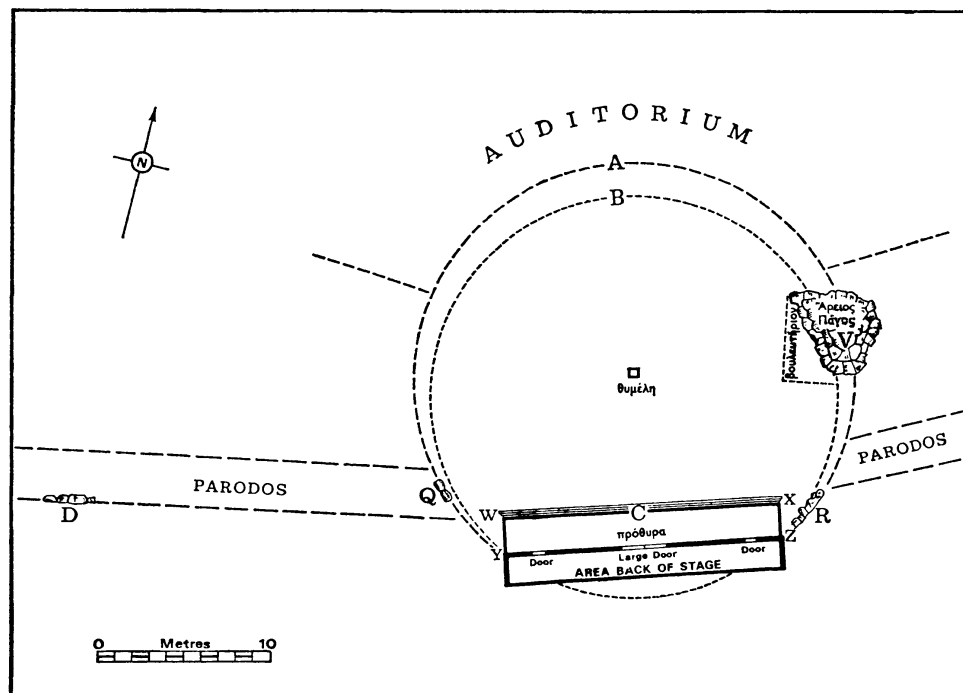 AUDITORIUM
N
A
B
Ἄρειος
Πάγος
V
βουλευτήριον
θυμέλη
PARODOS
PARODOS
D
Q
W
C
X
R
πρόθυρα
Y
Z
Door
Large Door
Door
AREA BACK OF STAGE
0 Metres 10